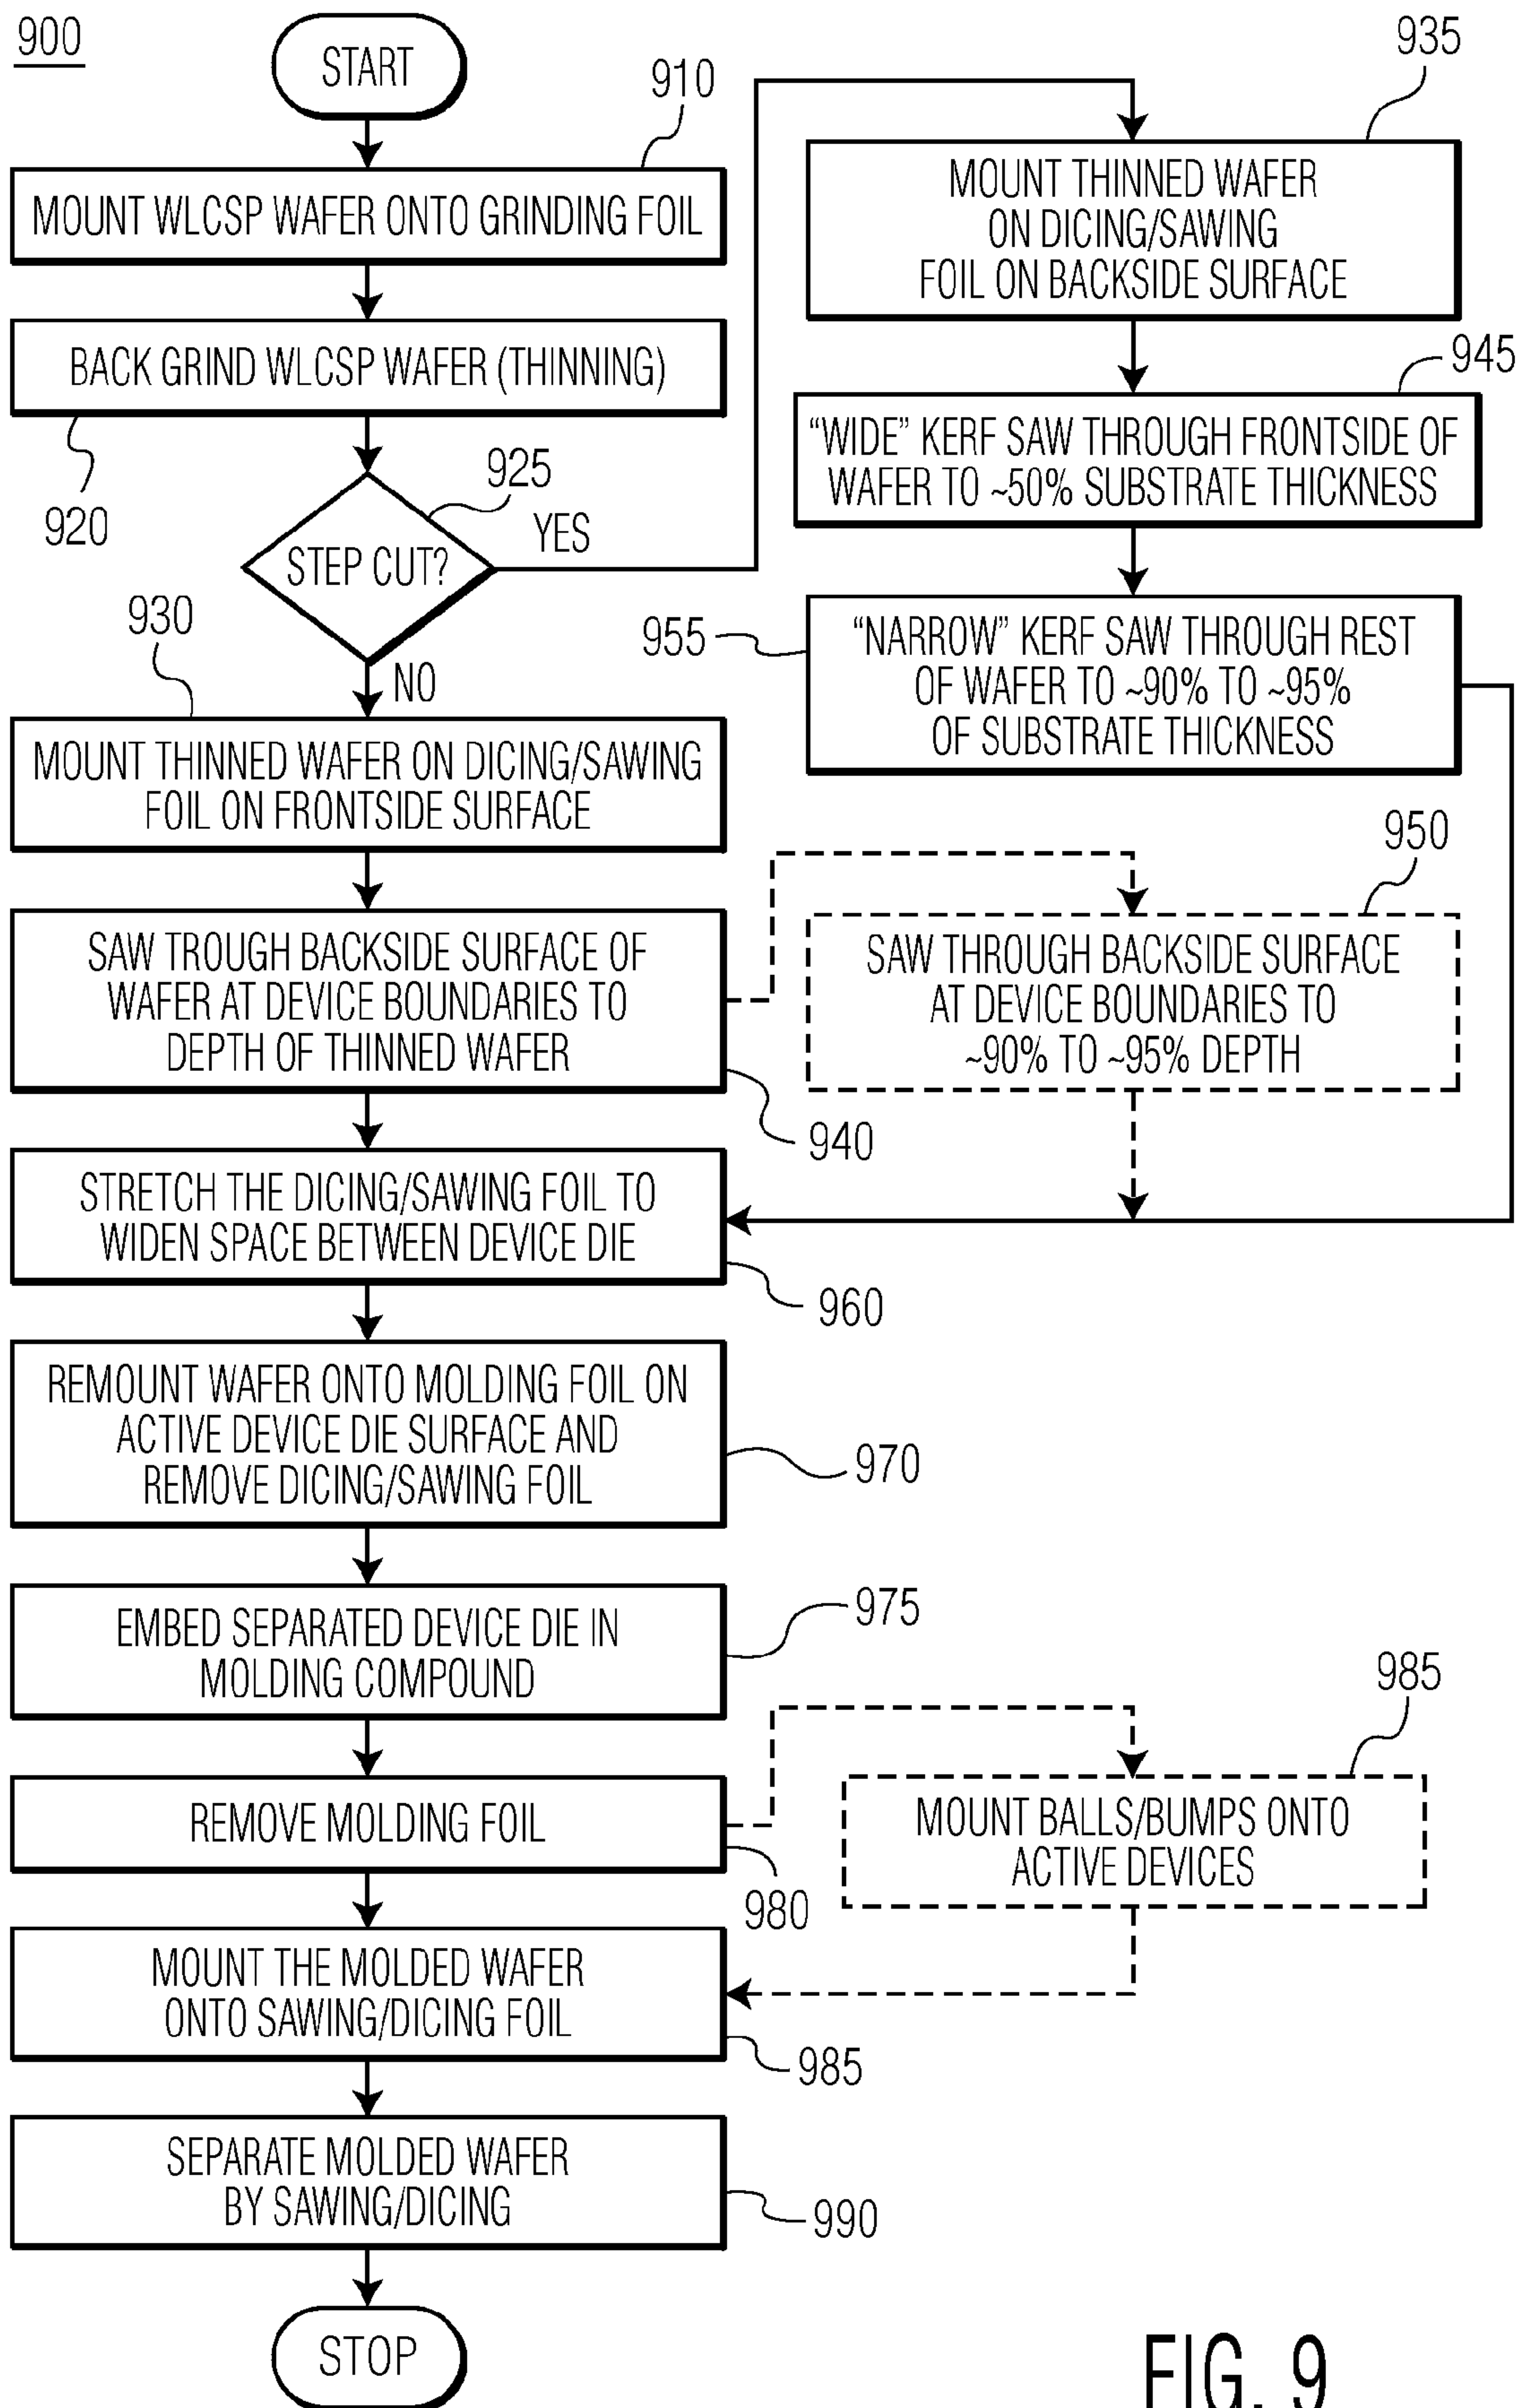 900
START
910
MOUNT WLCSP WAFER ONTO GRINDING FOIL
BACK GRIND WLCSP WAFER (THINNING)
920
925
STEP CUT?
YES
NO
935
MOUNT THINNED WAFER
ON DICING/SAWING
FOIL ON BACKSIDE SURFACE
945
“WIDE” KERF SAW THROUGH FRONTSIDE OF
WAFER TO ~50% SUBSTRATE THICKNESS
955
“NARROW” KERF SAW THROUGH REST
OF WAFER TO ~90% TO ~95%
OF SUBSTRATE THICKNESS
930
MOUNT THINNED WAFER ON DICING/SAWING
FOIL ON FRONTSIDE SURFACE
SAW TROUGH BACKSIDE SURFACE OF
WAFER AT DEVICE BOUNDARIES TO
DEPTH OF THINNED WAFER
940
950
SAW THROUGH BACKSIDE SURFACE
AT DEVICE BOUNDARIES TO
~90% TO ~95% DEPTH
STRETCH THE DICING/SAWING FOIL TO
WIDEN SPACE BETWEEN DEVICE DIE
960
REMOUNT WAFER ONTO MOLDING FOIL ON
ACTIVE DEVICE DIE SURFACE AND
REMOVE DICING/SAWING FOIL
970
EMBED SEPARATED DEVICE DIE IN
MOLDING COMPOUND
975
REMOVE MOLDING FOIL
980
985
MOUNT BALLS/BUMPS ONTO
ACTIVE DEVICES
MOUNT THE MOLDED WAFER
ONTO SAWING/DICING FOIL
985
SEPARATE MOLDED WAFER
BY SAWING/DICING
990
STOP
FIG. 9